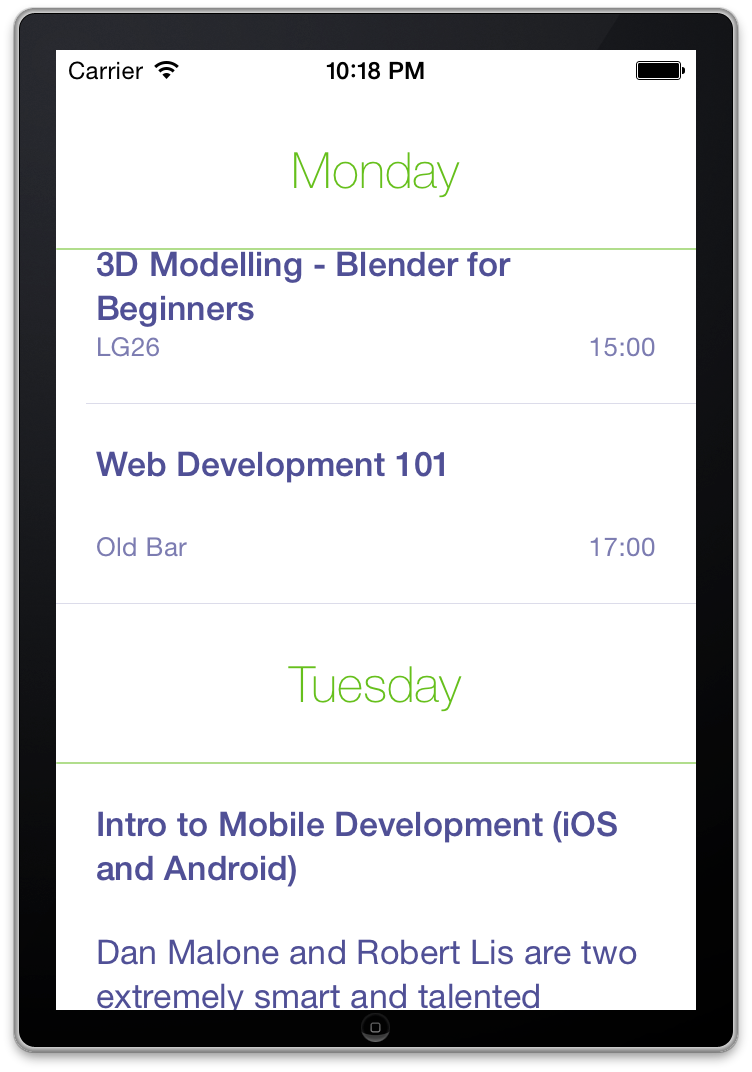 Carrier 10:18 PM
Monday
3D Modelling - Blender for
Beginners
LG26 15:00
Web Development 101
Old Bar 17:00
Tuesday
Intro to Mobile Development (iOS
and Android)
Dan Malone and Robert Lis are two
extremely smart and talented